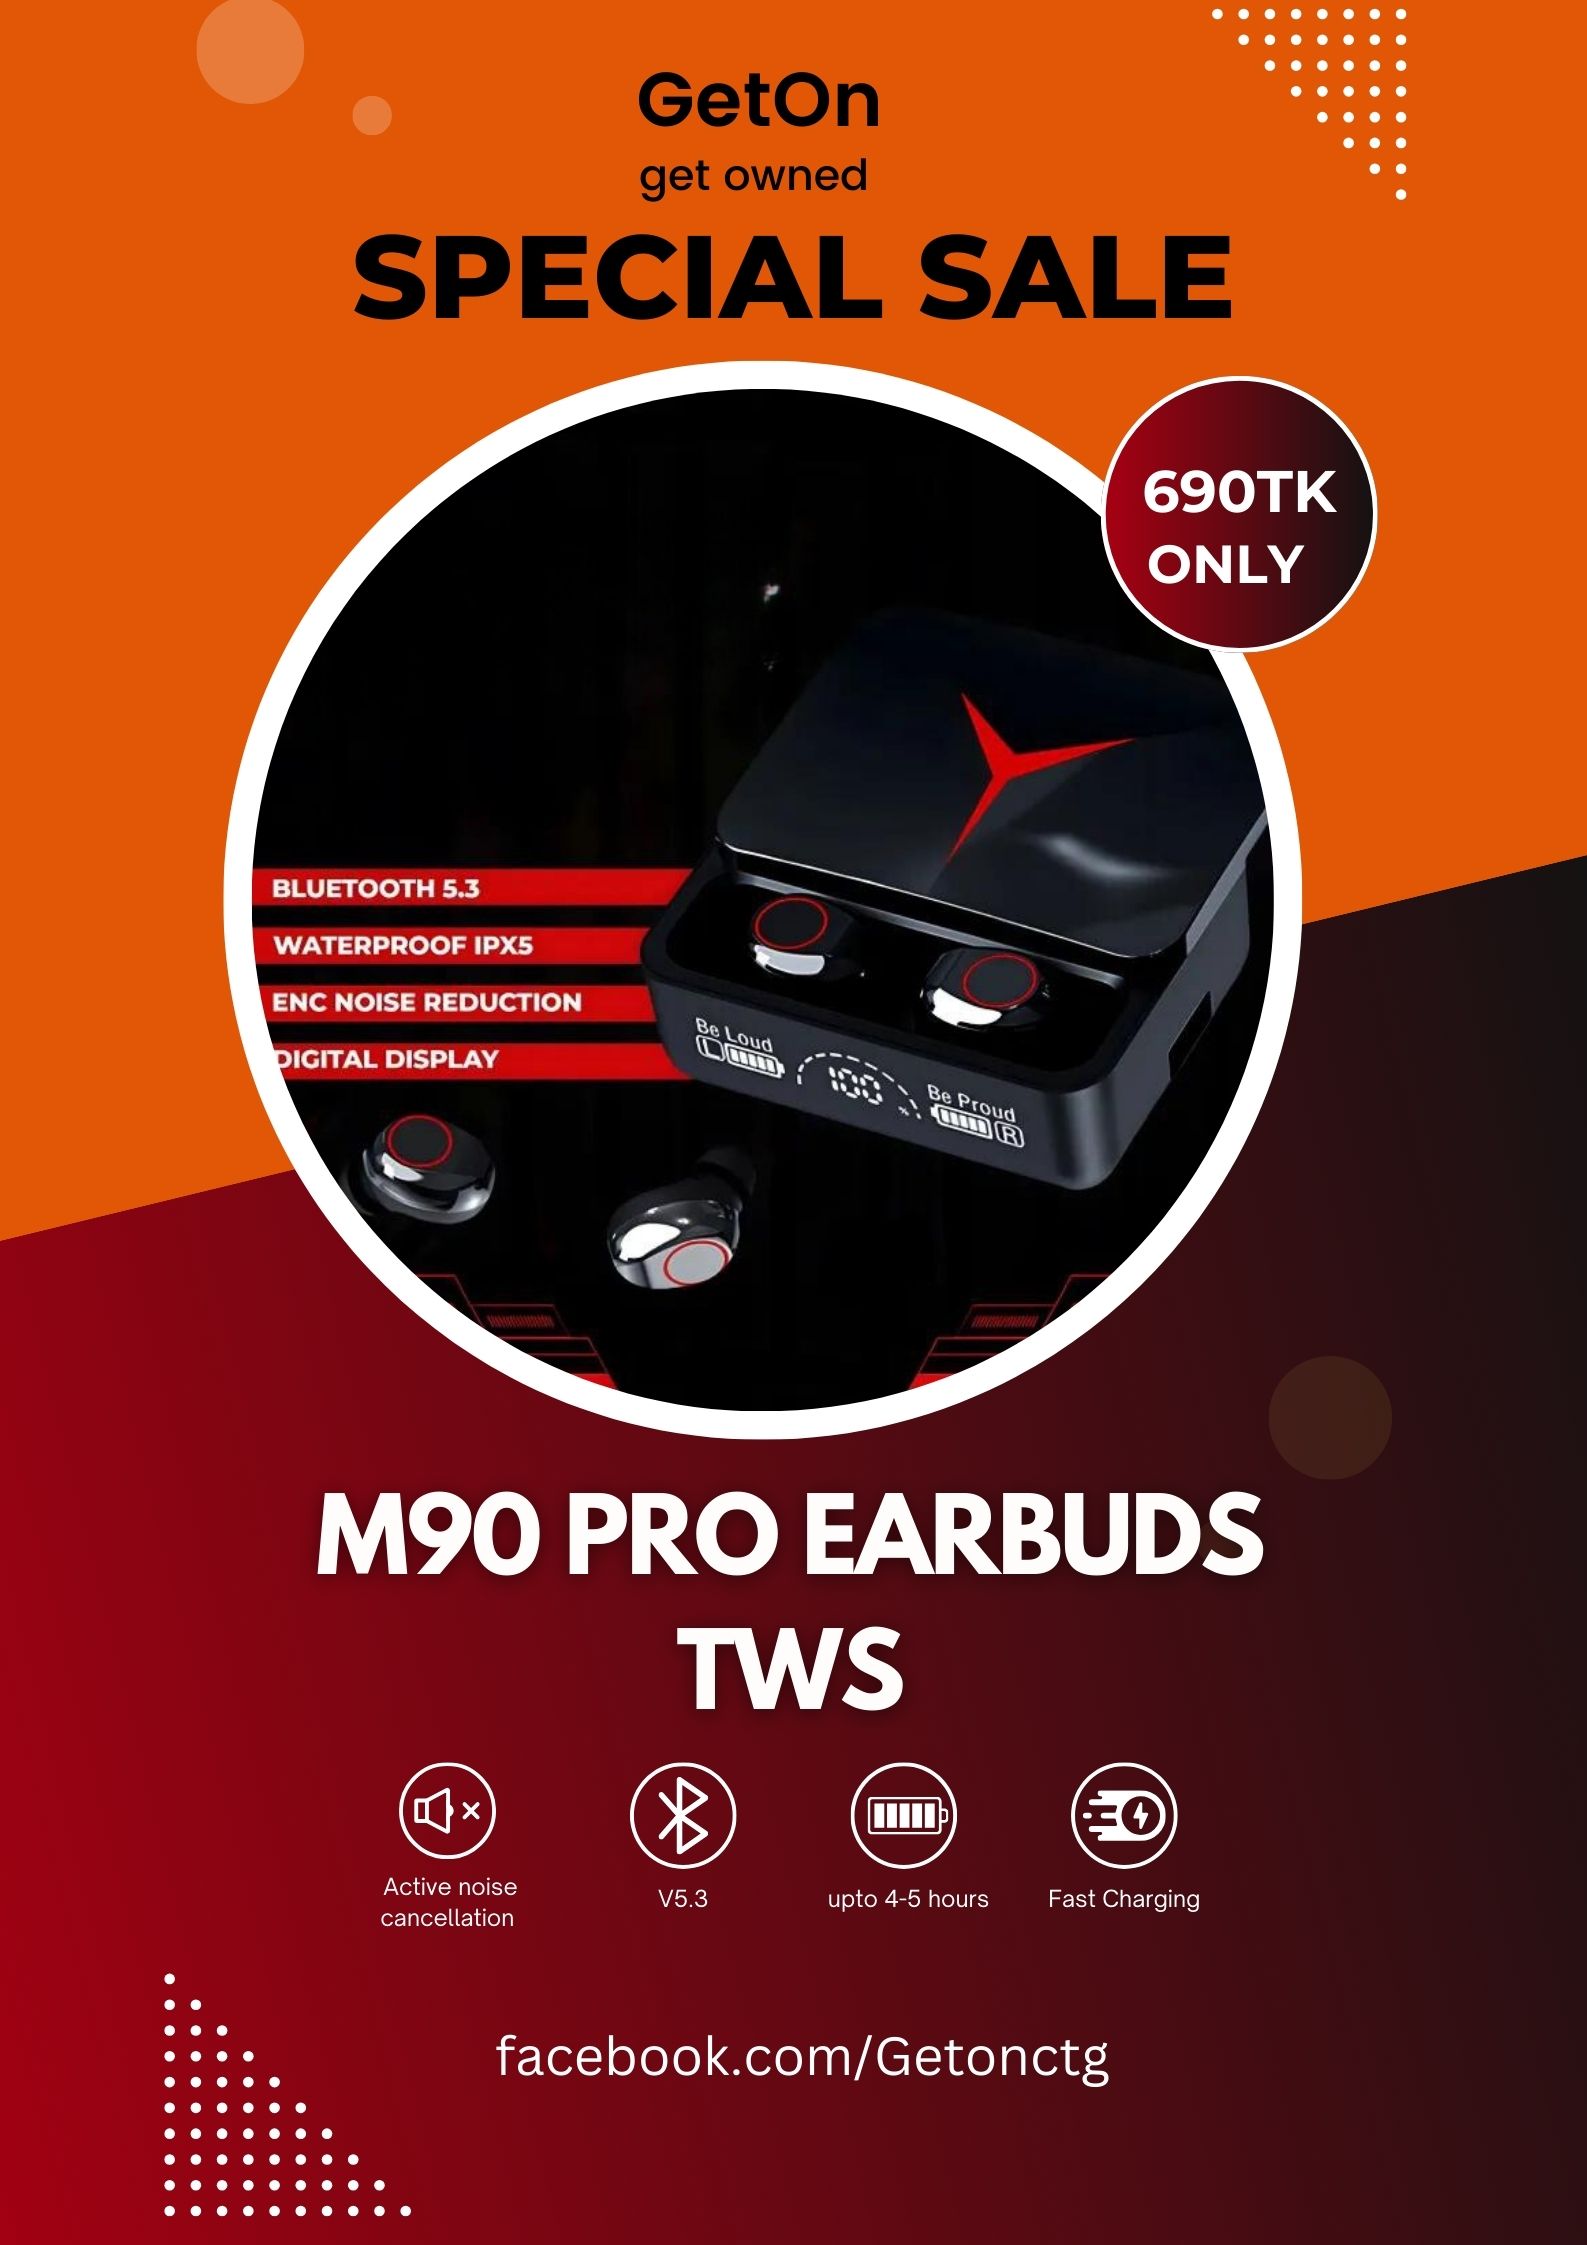 GetOn
get owned
SPECIAL SALE
690TK
ONLY
BLUETOOTH 5.3
WATERPROOF IPX5
ENC NOISE REDUCTION
DIGITAL DISPLAY
Be Loud
L
100
%
Be Proud
R
M90 PRO EARBUDS
TWS
Active noise
cancellation
V5.3
upto 4-5 hours
Fast Charging
facebook.com/Getonctg